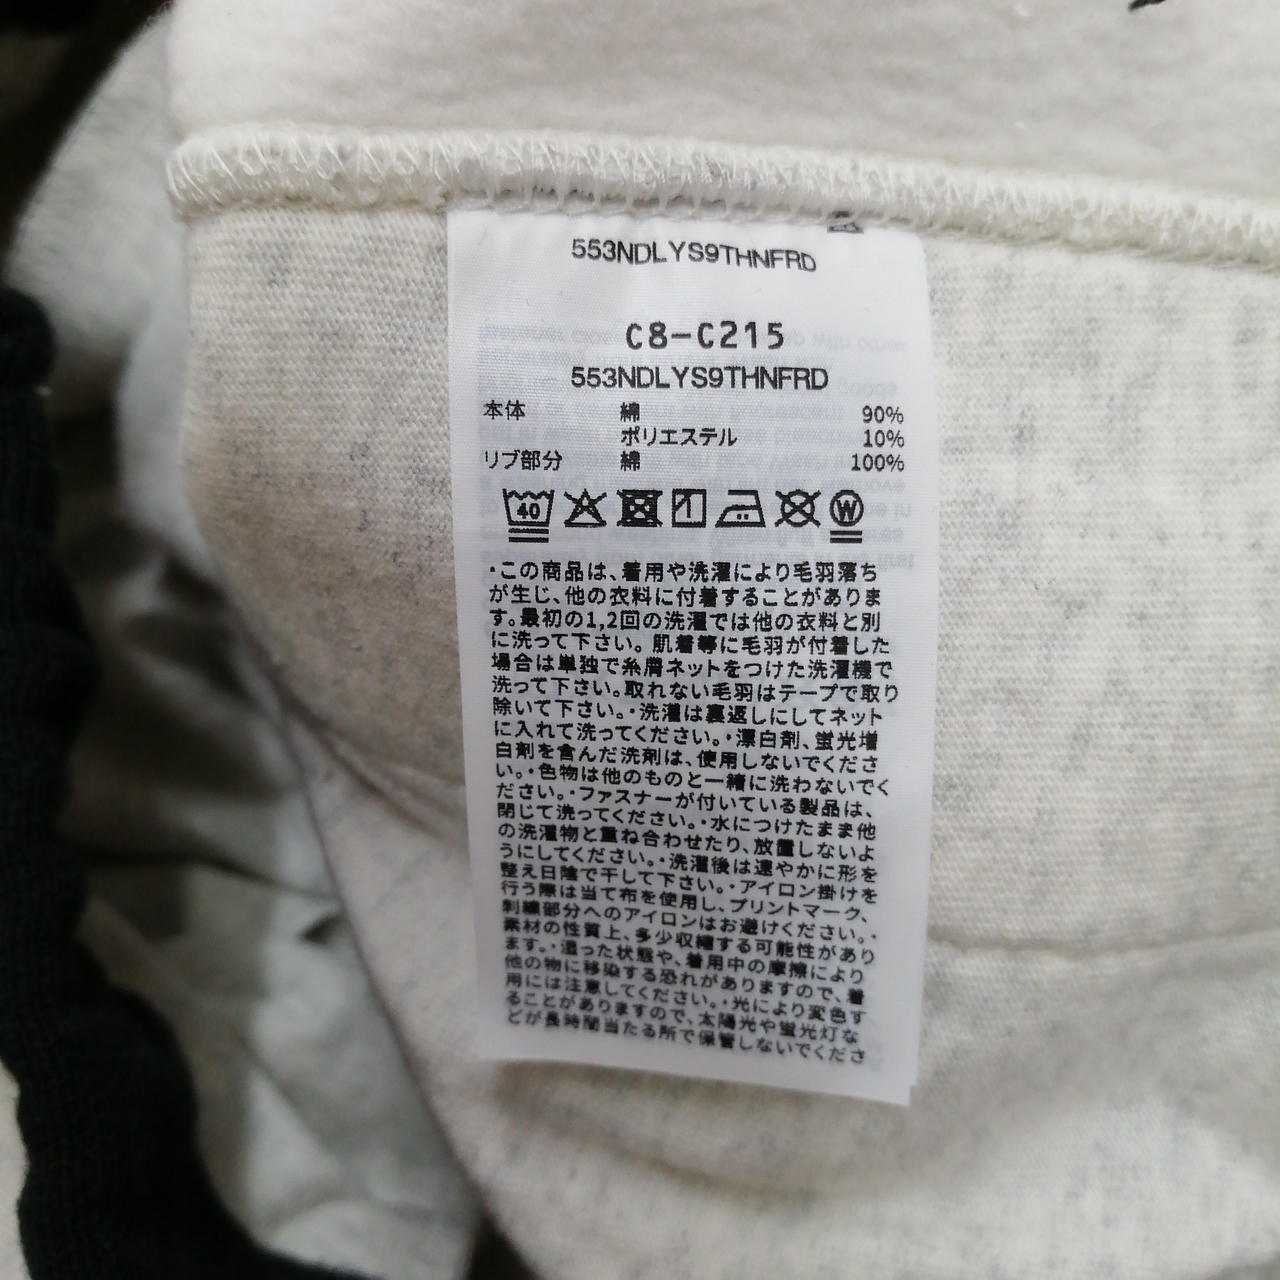 553NDLYS9THNFRD
C8-C215
553NDLYS9THNFRD
本体 綿 90%
ポリエステル 10%
リブ部分 綿 100%
40 W
・この商品は、着用や洗濯により毛羽落ち
が生じ、他の衣料に付着することがありま
す。最初の1,2回の洗濯では他の衣料と別
に洗って下さい。肌着等に毛羽が付着した
場合は単独で糸屑ネットをつけた洗濯機で
洗って下さい。取れない毛羽はテープで取り
除いて下さい。・洗濯は裏返しにしてネット
に入れて洗ってください。・漂白剤、蛍光増
白剤を含んだ洗剤は、使用しないでくださ
い。・色物は他のものと一緒に洗わないでく
ださい。・ファスナーが付いている製品は、
閉じて洗ってください。・水につけたまま他
の洗濯物と重ね合わせたり、放置しないよ
うにしてください。・洗濯後は速やかに形を
整え日陰で干して下さい。・アイロン掛けを
行う際は当て布を使用し、プリントマーク、
刺繍部分へのアイロンはお避けください。・
素材の性質上、多少収縮する可能性があり
ます。・湿った状態や、着用中の摩擦により
他の物に移染する恐れがありますので、着
用には注意してください。・光により変色す
ることがありますので、太陽光や蛍光灯な
どが長時間当たる所で保管しないでくださ